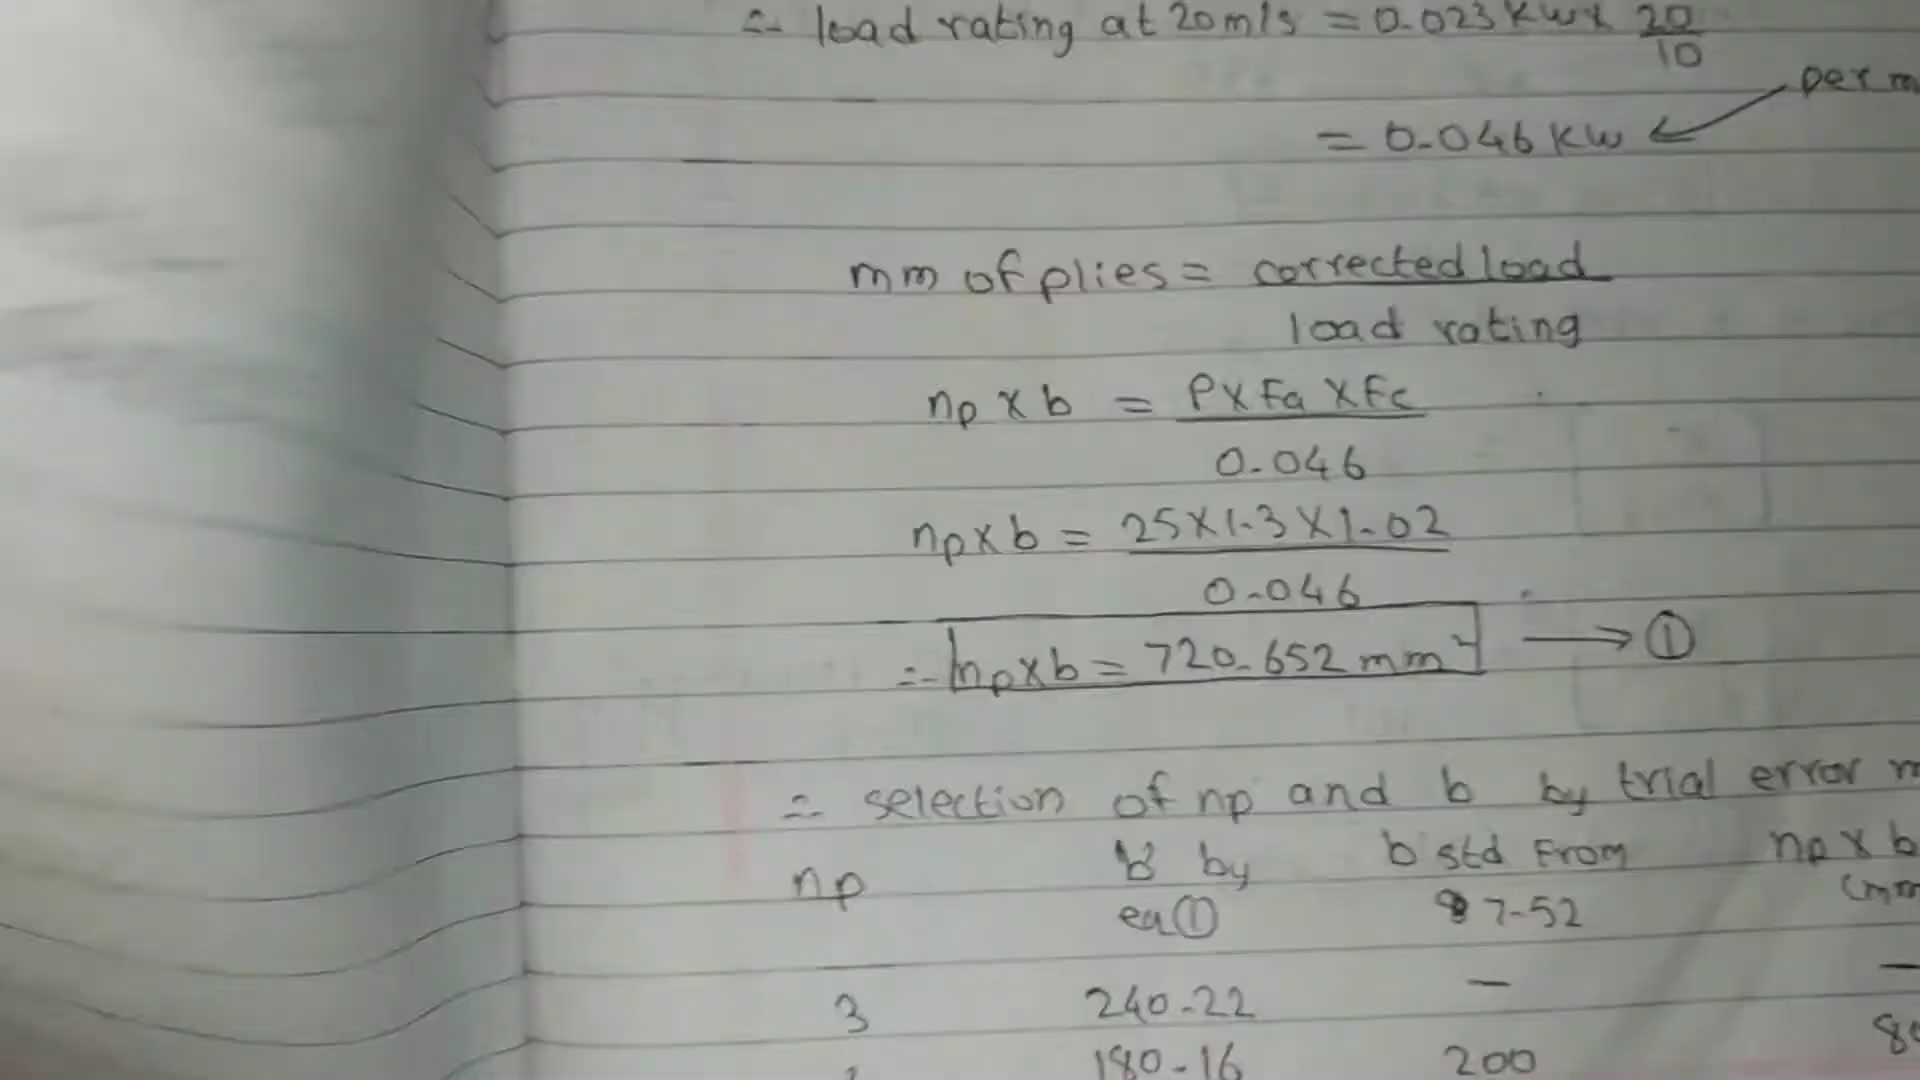 ∴ load rating at 20m/s = 0.023 kw x 20/10
per m
= 0.046 kw ←
mm of plies = corrected load / load rating
np x b = P x Fa x Fc / 0.046
np x b = 25 x 1.3 x 1.02 / 0.046
∴ np x b = 720.652 mm² → ①
∴ selection of np and b by trial error m
np b by eq ① b std From 7-52 np x b (mm
3 240.22 – –
180.16 200 80